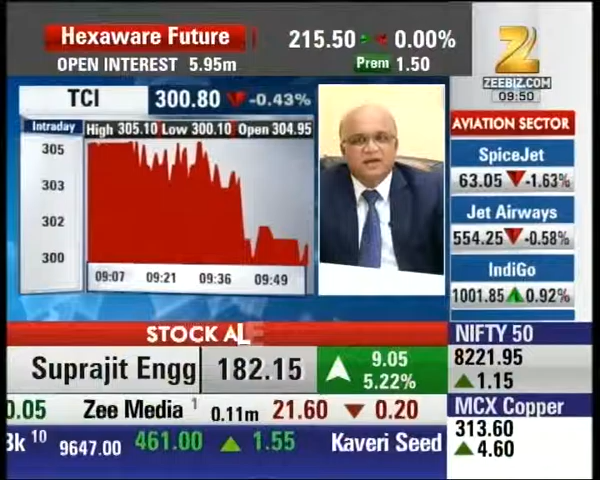 Hexaware Future 215.50 0.00%
OPEN INTEREST 5.95m Prem 1.50
Z
ZEEBIZ.COM
09:50
TCI 300.80 -0.43%
Intraday High 305.10 Low 300.10 Open 304.95
305
303
302
300
09:07 09:21 09:36 09:49
AVIATION SECTOR
SpiceJet
63.05 -1.63%
Jet Airways
554.25 -0.58%
IndiGo
1001.85 0.92%
STOCK AL
Suprajit Engg 182.15 9.05
5.22%
NIFTY 50
8221.95
1.15
0.05 Zee Media 1 0.11m 21.60 0.20
MCX Copper
313.60
4.60
Bk 10 9647.00 461.00 1.55 Kaveri Seed